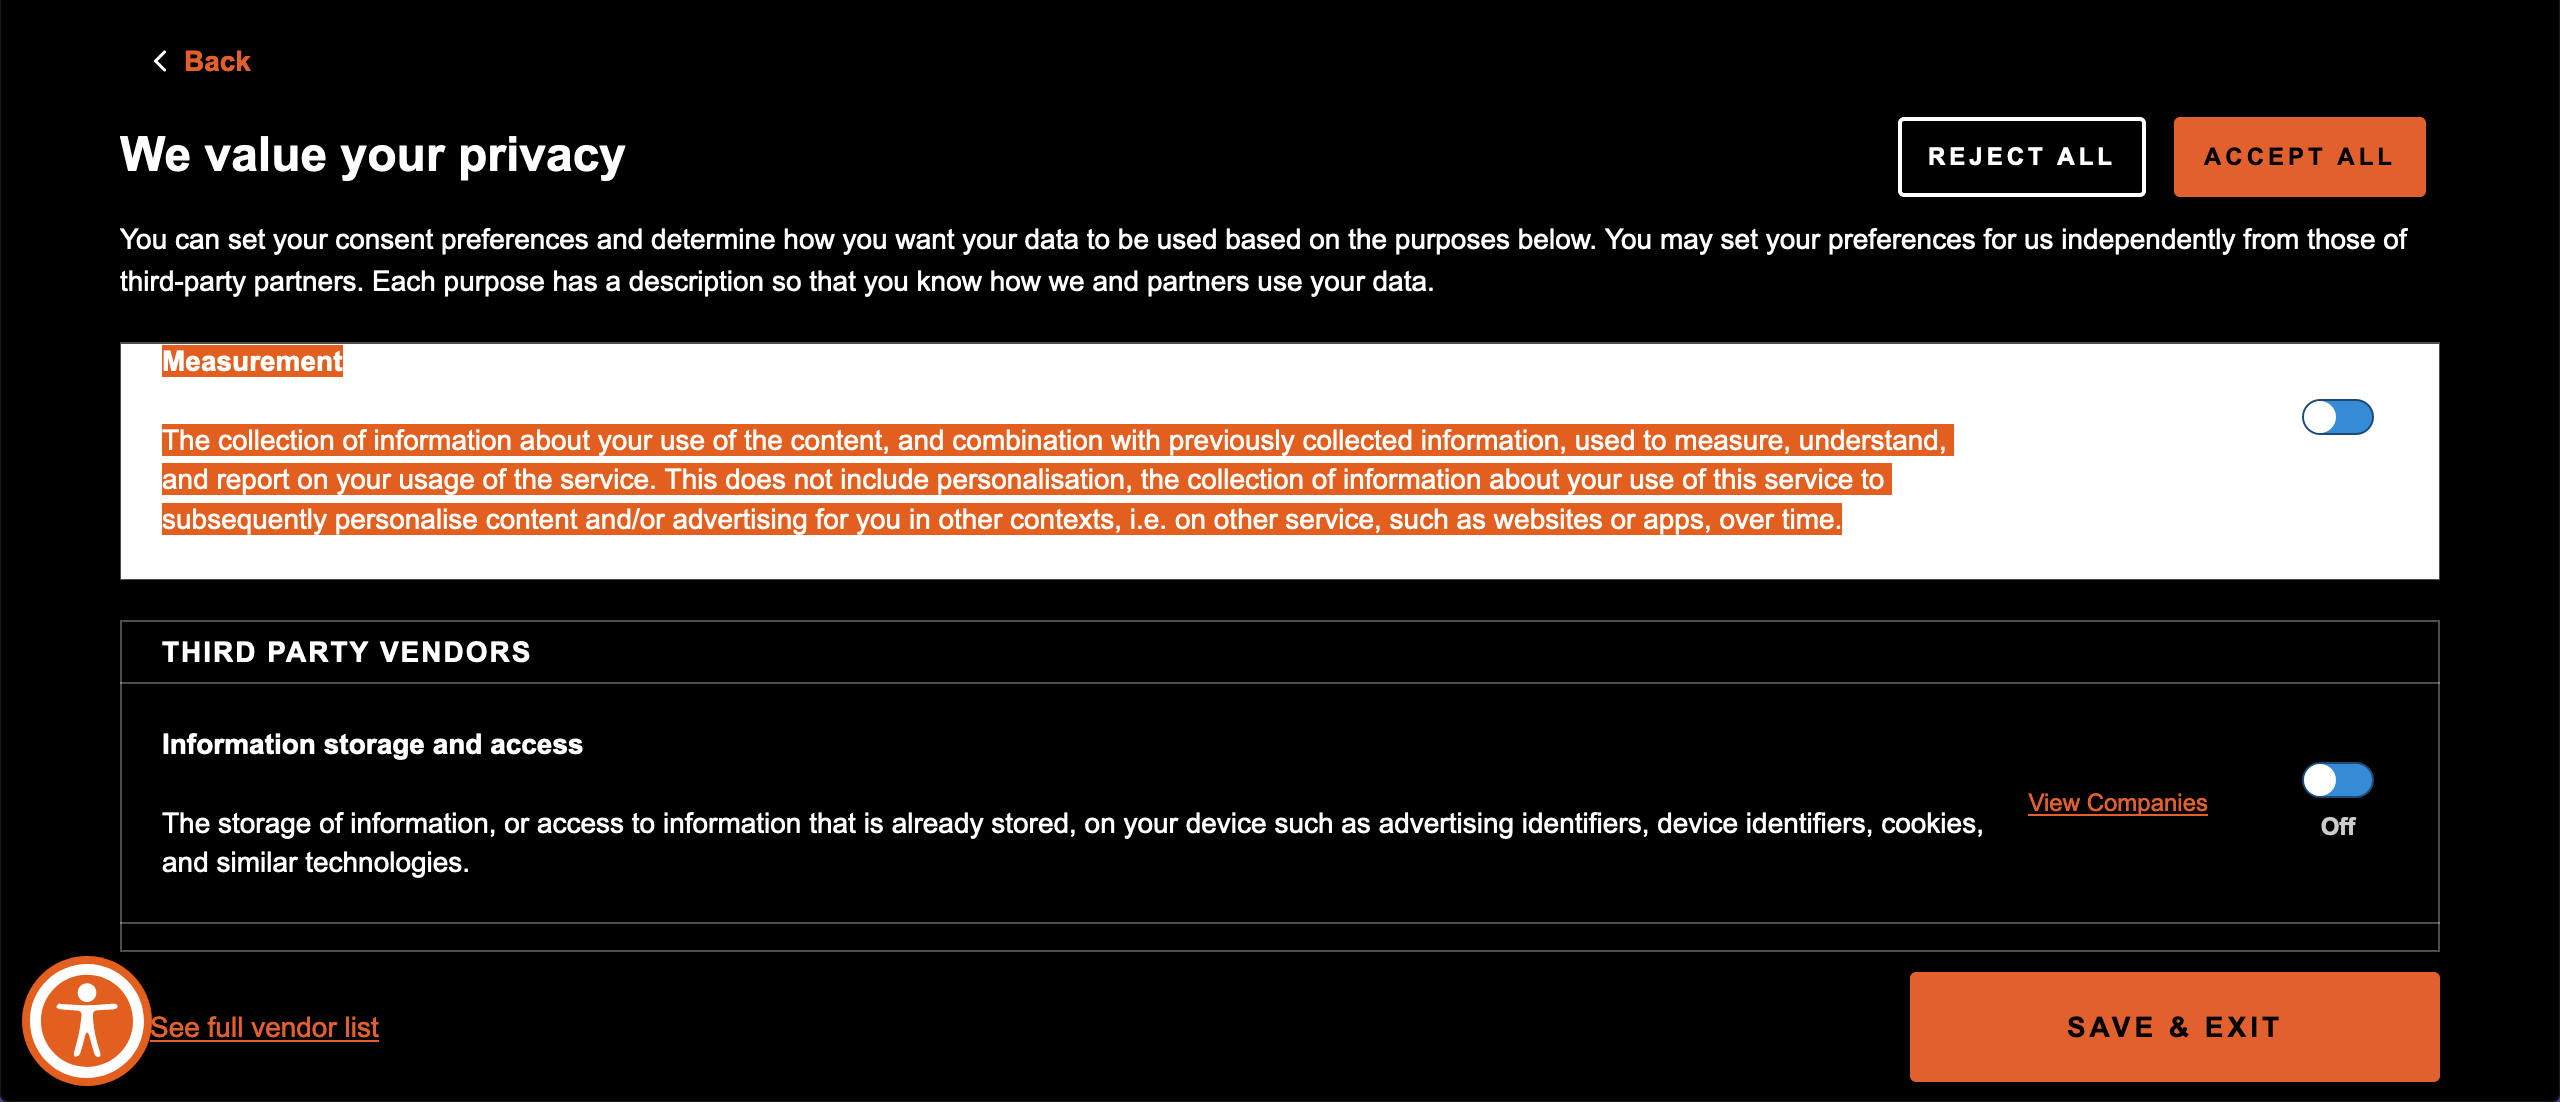 Back
We value your privacy
REJECT ALL
ACCEPT ALL
You can set your consent preferences and determine how you want your data to be used based on the purposes below. You may set your preferences for us independently from those of
third-party partners. Each purpose has a description so that you know how we and partners use your data.
Measurement
The collection of information about your use of the content, and combination with previously collected information, used to measure, understand,
and report on your usage of the service. This does not include personalisation, the collection of information about your use of this service to
subsequently personalise content and/or advertising for you in other contexts, i.e. on other service, such as websites or apps, over time.
THIRD PARTY VENDORS
Information storage and access
The storage of information, or access to information that is already stored, on your device such as advertising identifiers, device identifiers, cookies,
and similar technologies.
View Companies
Off
See full vendor list
SAVE & EXIT